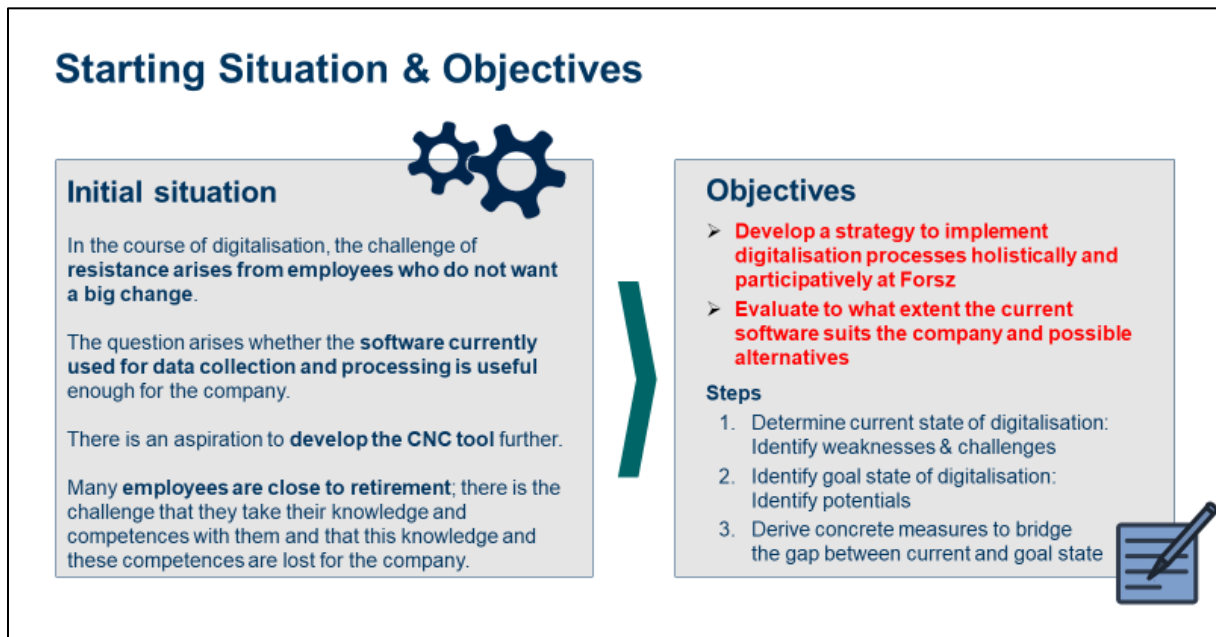 Starting Situation & Objectives
Initial situation
In the course of digitalisation, the challenge of
resistance arises from employees who do not want
a big change.
The question arises whether the software currently
used for data collection and processing is useful
enough for the company.
There is an aspiration to develop the CNC tool further.
Many employees are close to retirement; there is the
challenge that they take their knowledge and
competences with them and that this knowledge and
these competences are lost for the company.
Objectives
➢ Develop a strategy to implement
digitalisation processes holistically and
participatively at Forsz
➢ Evaluate to what extent the current
software suits the company and possible
alternatives
Steps
1. Determine current state of digitalisation:
Identify weaknesses & challenges
2. Identify goal state of digitalisation:
Identify potentials
3. Derive concrete measures to bridge
the gap between current and goal state